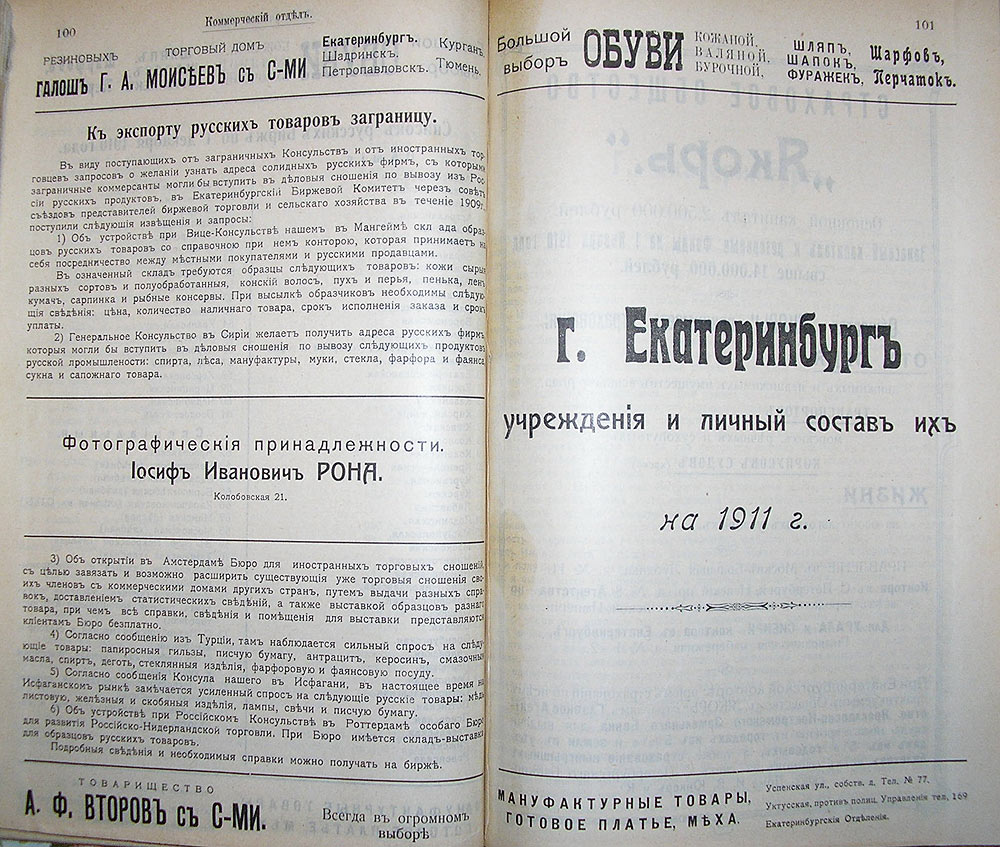 100
Коммерческій отдѣлъ.
РЕЗИНОВЫХЪ
ГАЛОШЪ
ТОРГОВЫЙ ДОМЪ
Г. А. МОИСѢЕВЪ съ С-МИ
Екатеринбургъ.
Шадринскъ.
Петропавловскъ.
Курганъ
Тюмень.
Къ экспорту русскихъ товаровъ заграницу.
Въ виду поступающихъ отъ заграничныхъ Консульствъ и отъ иностранныхъ тор-
говцевъ запросовъ о желаніи узнать адреса солидныхъ русскихъ фирмъ, съ которыми
заграничные коммерсанты могли бы вступить въ дѣловыя сношенія по вывозу изъ Рос-
сіи русскихъ продуктовъ, въ Екатеринбургскій Биржевой Комитетъ черезъ совѣтъ
съѣздовъ представителей биржевой торговли и сельскаго хозяйства въ теченіе 1909г.
поступили слѣдующія извѣщенія и запросы:
1) Объ устройствѣ при Вице-Консульствѣ нашемъ въ Мангеймѣ скл ада образ-
цовъ русскихъ товаровъ со справочною при немъ конторою, которая принимаетъ на
себя посредничество между мѣстными покупателями и русскими продавцами.
Въ означенный складъ требуются образцы слѣдующихъ товаровъ: кожи сырыя
разныхъ сортовъ и полуобработанныя, конскій волосъ, пухъ и перья, пенька, ленъ
кумачъ, сарпинка и рыбные консервы. При высылкѣ образчиковъ необходимы слѣдую-
щія свѣдѣнія: цѣна, количество наличнаго товара, срокъ исполненія заказа и срокъ
уплаты.
2) Генеральное Консульство въ Сиріи желаетъ получить адреса русскихъ фирмъ
которыя могли бы вступить въ дѣловыя сношенія по вывозу слѣдующихъ продуктовъ
русской промышлености: спирта, лѣса, мануфактуры, муки, стекла, фарфора и фаянса
сукна и сапожнаго товара.
Фотографическія принадлежности.
Іосифъ Ивановичъ РОНА.
Колобовская 21.
3) Объ открытіи въ Амстердамѣ Бюро для иностранныхъ торговыхъ сношеній,
съ цѣлью завязать и возможно расширить существующія уже торговыя сношенія сво-
ихъ членовъ съ коммерческими домами другихъ странъ, путемъ выдачи разныхъ спра-
вокъ, доставленіемъ статистическихъ свѣдѣній, а также выставкой образцовъ разнаго
товара, при чемъ всѣ справки, свѣдѣнія и помѣщенія для выставки представляются
кліентамъ Бюро безплатно.
4) Согласно сообщенію изъ Турціи, тамъ наблюдается сильный спросъ на слѣду-
ющіе товары: папиросныя гильзы, писчую бумагу, антрацитъ, керосинъ, смазочныя
масла, спиртъ, деготь, стеклянныя издѣлія, фарфоровую и фаянсовую посуду.
5) Согласно сообщенія Консула нашего въ Исфагани, въ настоящее время на
Исфаганскомъ рынкѣ замѣчается усиленный спросъ на слѣдующіе русскіе товары: мѣдь
листовую, желѣзныя и скобяныя издѣлія, лампы, свѣчи и писчую бумагу.
6) Объ устройствѣ при Россійскомъ Консульствѣ въ Роттердамѣ особаго Бюро
для развитія Россійско-Нидерландской торговли. При Бюро имѣется складъ-выставка
для образцовъ русскихъ товаровъ.
Подробныя свѣдѣнія и необходимыя справки можно получать на биржѣ.
ТОВАРИЩЕСТВО
А. Ф. ВТОРОВЪ съ С-МИ.
Всегда въ огромномъ
выборѣ
101
Большой
выборъ
ОБУВИ
КОЖАНОЙ,
ВАЛЯНОЙ,
БУРОЧНОЙ,
ШЛЯПЪ,
ШАПОКЪ,
ФУРАЖЕКЪ,
Шарфовъ,
Перчатокъ.
г. Екатеринбургъ
учрежденія и личный составъ ихъ
на 1911 г.
МАНУФАКТУРНЫЕ ТОВАРЫ,
ГОТОВОЕ ПЛАТЬЕ, МѢХА.
Успенская ул., собств. д. Тел. № 77.
Уктусская, противъ полиц. Управленія тел, 169
Екатеринбургскія Отдѣленія.